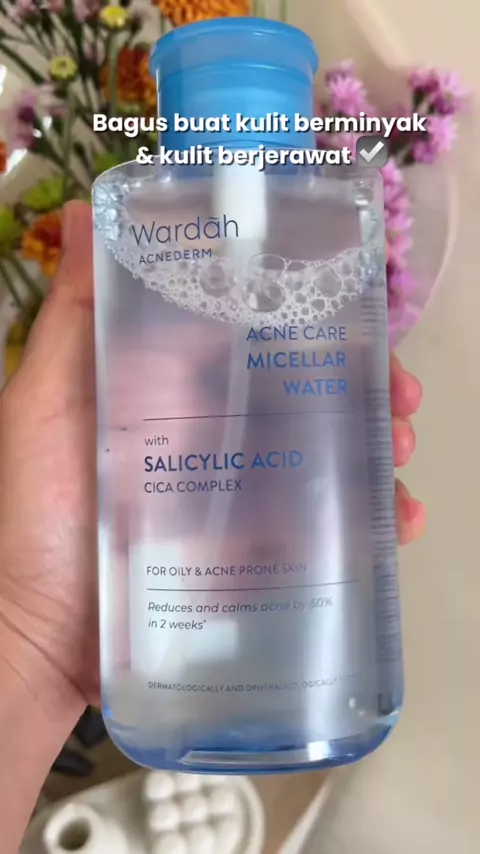 Bagus buat kulit berminyak
& kulit berjerawat ✅
Wardah
ACNEDERM
ACNE CARE
MICELLAR
WATER
with
SALICYLIC ACID
CICA COMPLEX
FOR OILY & ACNE PRONE SKIN
Reduces and calms acne by 50%
in 2 weeks*
DERMATOLOGICALLY AND OPHTHALMOLOGICALLY